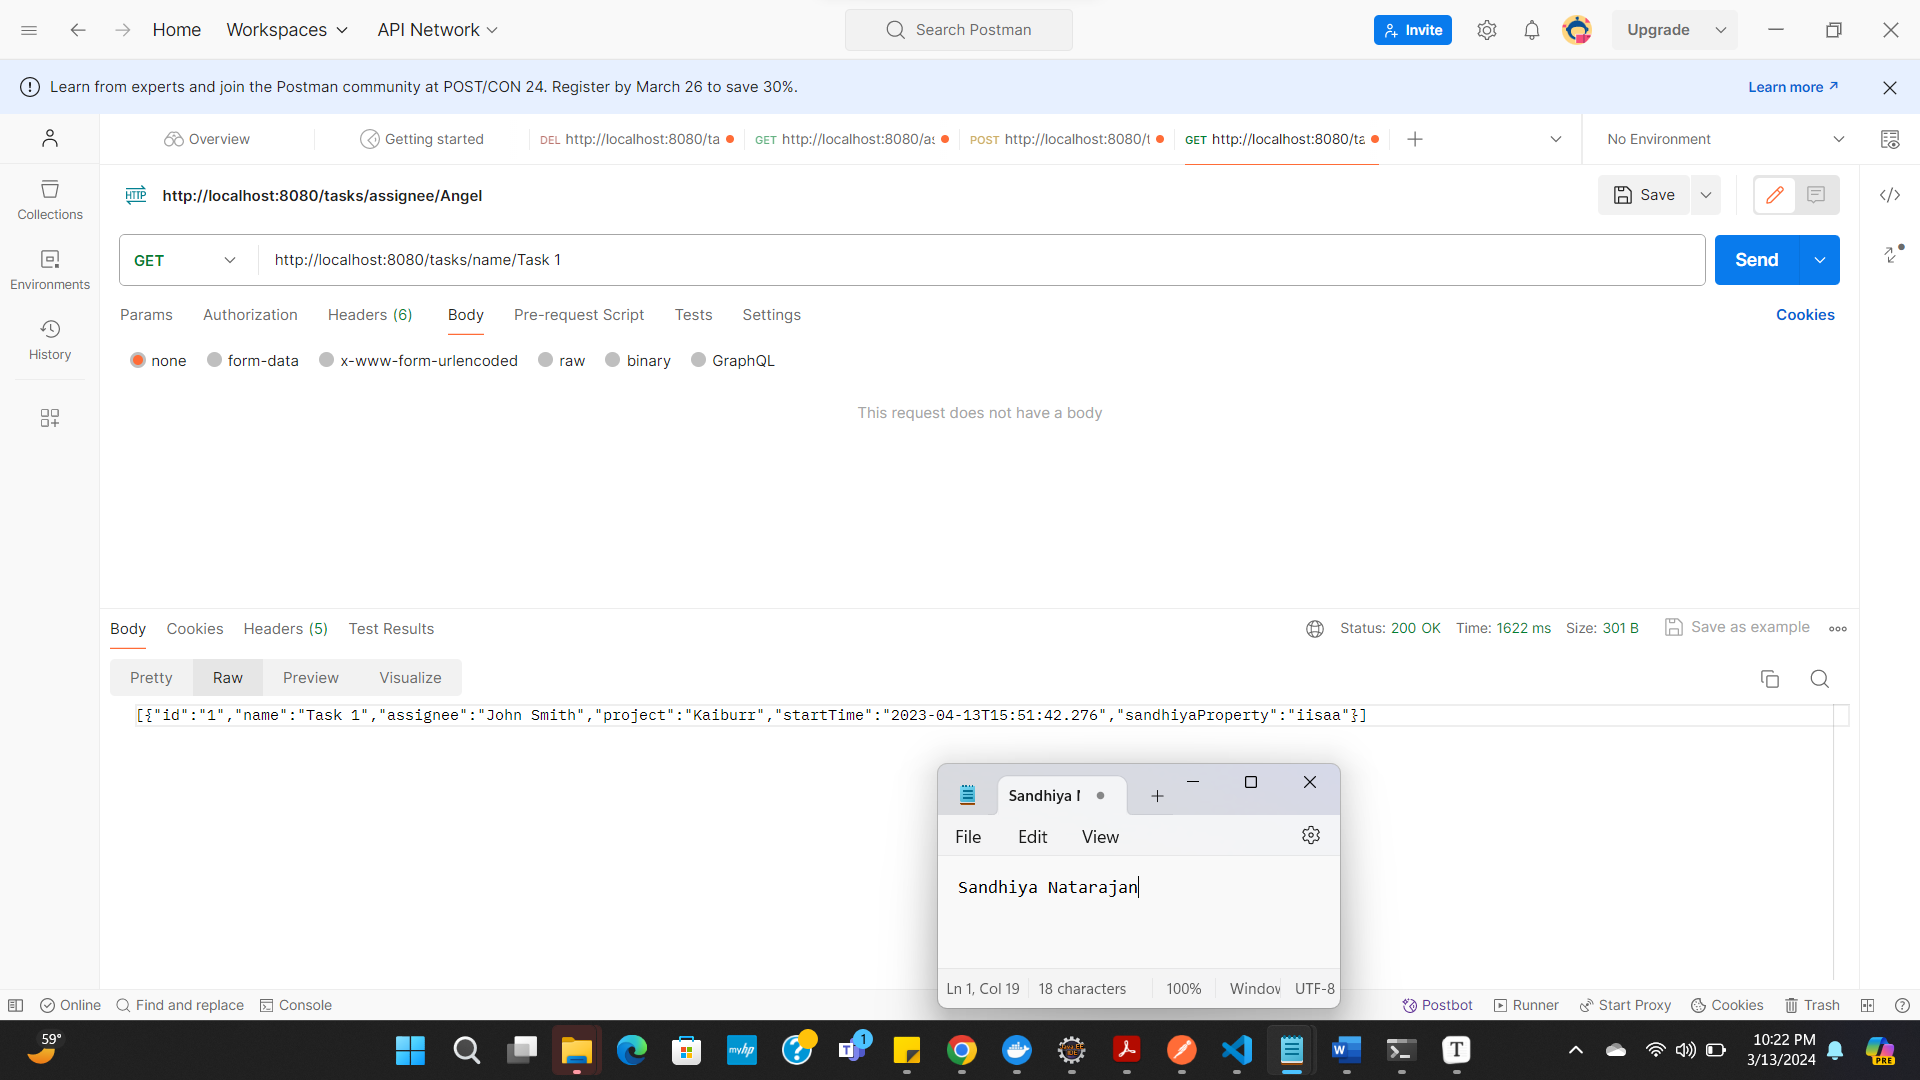 Home
Workspaces
API Network
Search Postman
Invite
Upgrade
Learn from experts and join the Postman community at POST/CON 24. Register by March 26 to save 30%.
Learn more
Overview
Getting started
DEL http://localhost:8080/ta
GET http://localhost:8080/as
POST http://localhost:8080/t
GET http://localhost:8080/ta
No Environment
HTTP
http://localhost:8080/tasks/assignee/Angel
Save
Collections
Environments
History
GET
http://localhost:8080/tasks/name/Task 1
Send
Params
Authorization
Headers (6)
Body
Pre-request Script
Tests
Settings
Cookies
none
form-data
x-www-form-urlencoded
raw
binary
GraphQL
This request does not have a body
Body
Cookies
Headers (5)
Test Results
Status: 200 OK
Time: 1622 ms
Size: 301 B
Save as example
Pretty
Raw
Preview
Visualize
[{"id":"1","name":"Task 1","assignee":"John Smith","project":"Kaiburr","startTime":"2023-04-13T15:51:42.276","sandhiyaProperty":"iisaa"}]
Sandhiya N
File
Edit
View
Sandhiya Natarajan
Ln 1, Col 19
18 characters
100%
Window
UTF-8
Online
Find and replace
Console
Postbot
Runner
Start Proxy
Cookies
Trash
59°
myhp
1
10:22 PM
3/13/2024
PRE